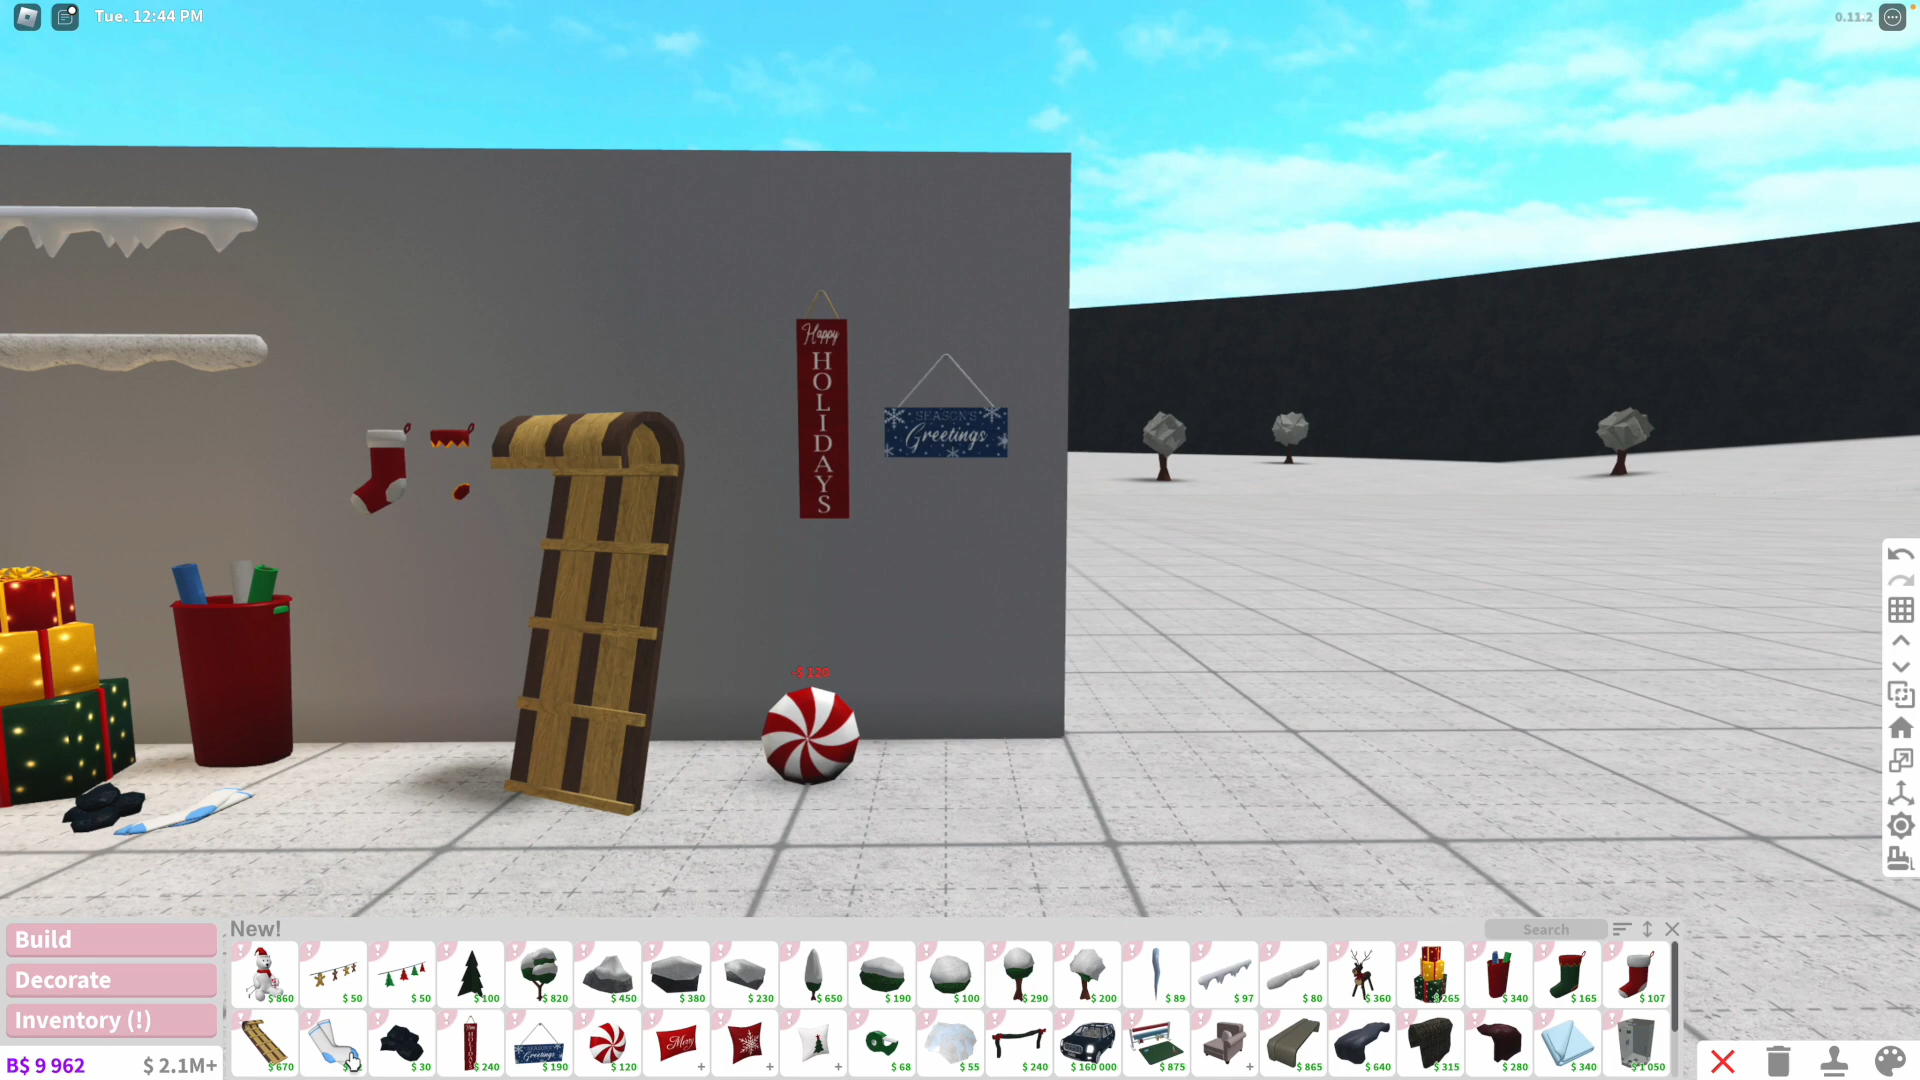 Tue. 12:44 PM
0.11.2
Happy
HOLIDAYS
SEASON'S
Greetings
-$ 120
Build
Decorate
Inventory (!)
B$ 9 962
$ 2.1M+
New!
Search
$ 860
$ 50
$ 50
$ 100
$ 820
$ 450
$ 380
$ 230
$ 650
$ 190
$ 100
$ 290
$ 200
$ 89
$ 97
$ 80
$ 360
$ 265
$ 340
$ 165
$ 107
$ 670
$ 30
$ 240
$ 190
$ 120
Merry
+
+
+
$ 68
$ 55
$ 240
$ 160 000
$ 875
+
$ 865
$ 640
$ 315
$ 280
$ 340
$ 1 050